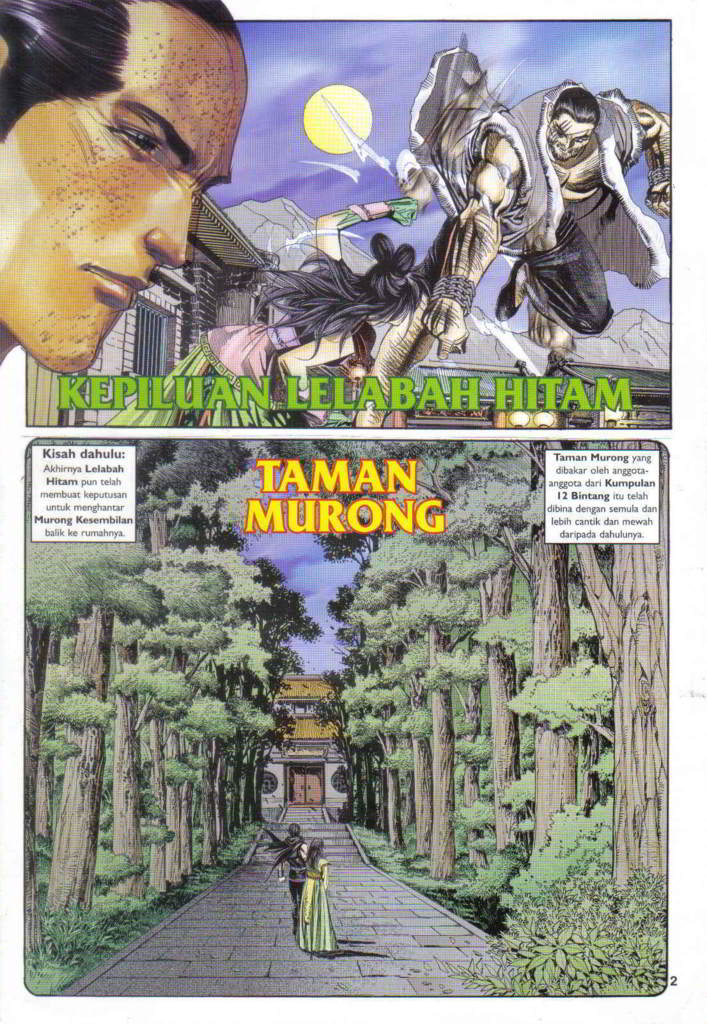 KEPILUAN LELABAH HITAM
Kisah dahulu:
Akhirnya Lelabah
Hitam pun telah
membuat keputusan
untuk menghantar
Murong Kesembilan
balik ke rumahnya.
TAMAN
MURONG
Taman Murong yang
dibakar oleh anggota-
anggota dari Kumpulan
12 Bintang itu telah
dibina dengan semula dan
lebih cantik dan mewah
daripada dahulunya.
2